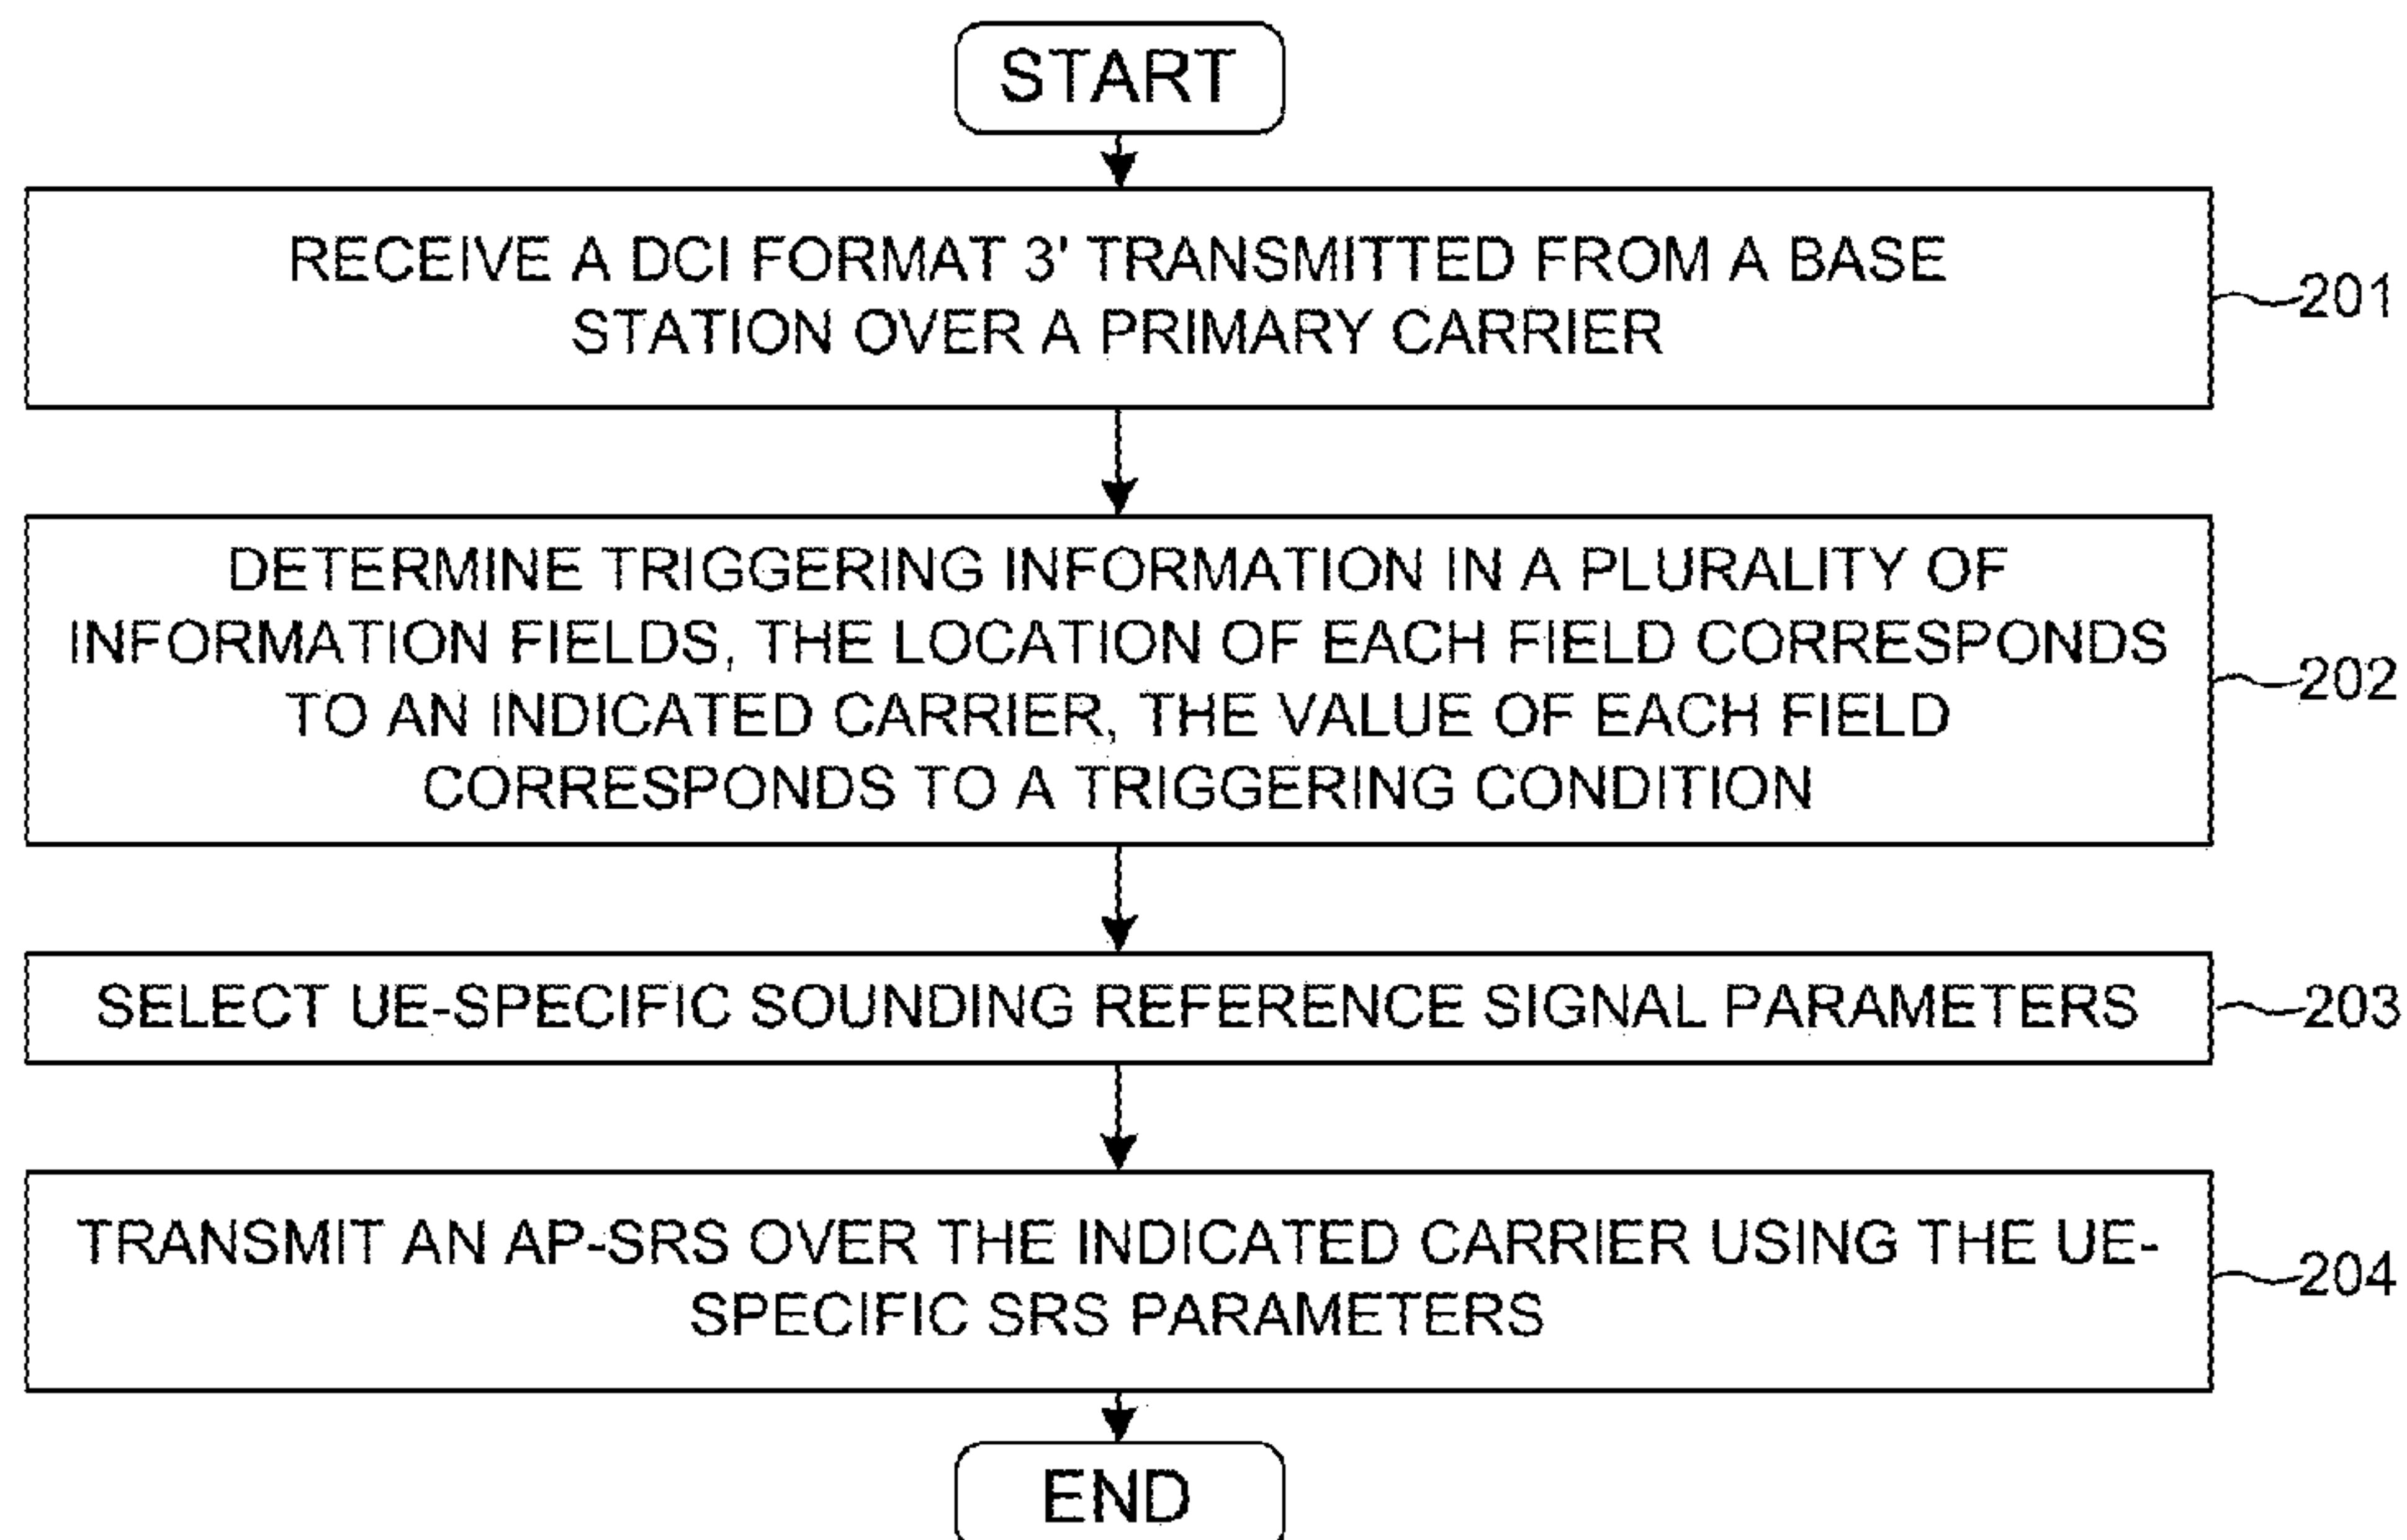 START
RECEIVE A DCI FORMAT 3' TRANSMITTED FROM A BASE
STATION OVER A PRIMARY CARRIER
201
DETERMINE TRIGGERING INFORMATION IN A PLURALITY OF
INFORMATION FIELDS, THE LOCATION OF EACH FIELD CORRESPONDS
TO AN INDICATED CARRIER, THE VALUE OF EACH FIELD
CORRESPONDS TO A TRIGGERING CONDITION
202
SELECT UE-SPECIFIC SOUNDING REFERENCE SIGNAL PARAMETERS
203
TRANSMIT AN AP-SRS OVER THE INDICATED CARRIER USING THE UE-
SPECIFIC SRS PARAMETERS
204
END